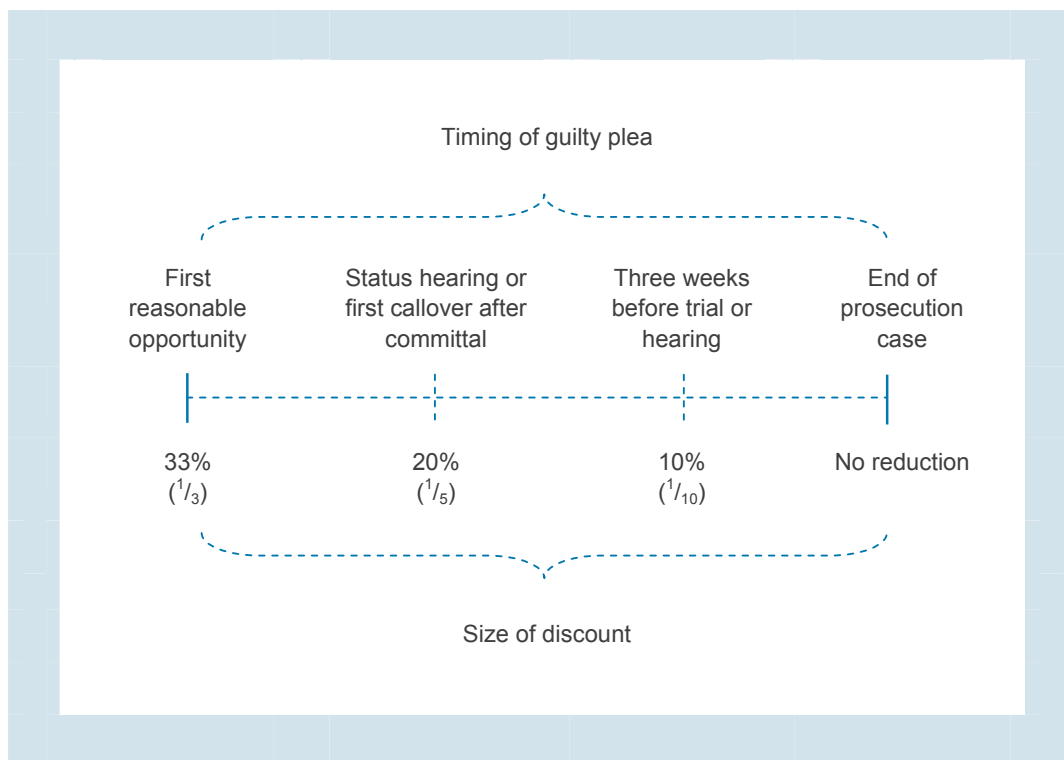 Timing of guilty plea
First
reasonable
opportunity
Status hearing or
first callover after
committal
Three weeks
before trial or
hearing
End of
prosecution
case
33%
(1/3)
20%
(1/5)
10%
(1/10)
No reduction
Size of discount